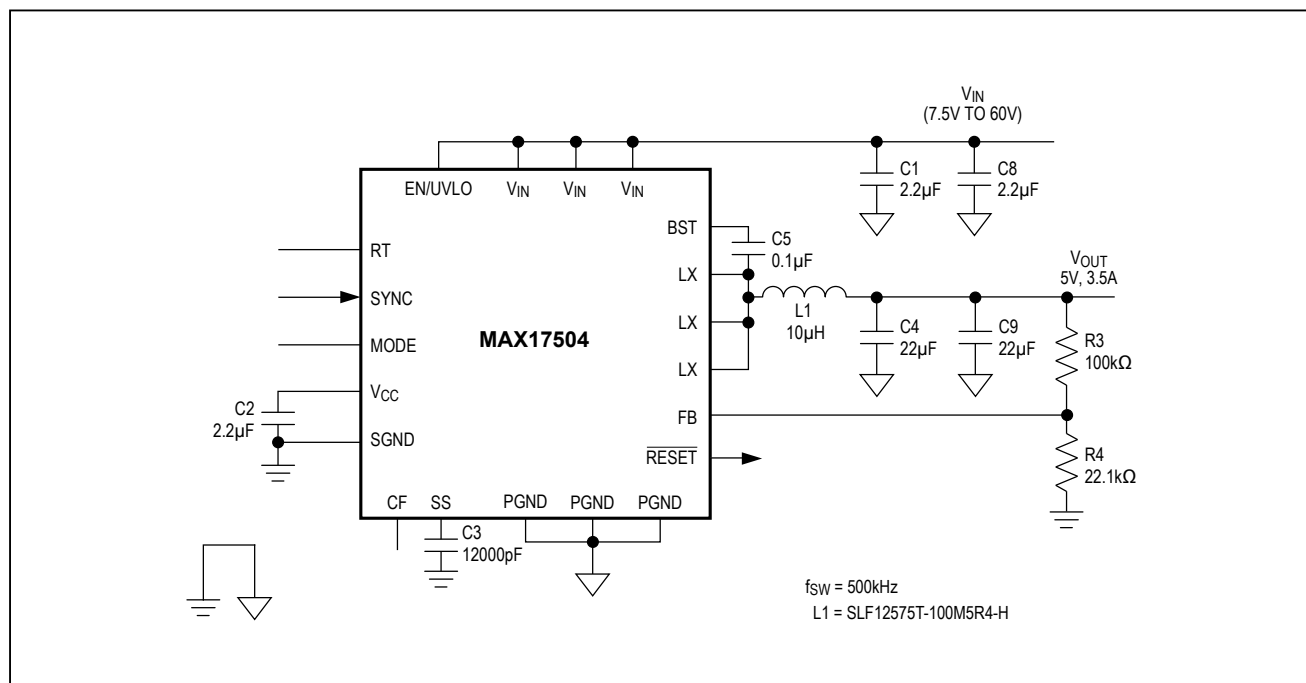 VIN
(7.5V TO 60V)
C1
2.2µF
C8
2.2µF
EN/UVLO
VIN
VIN
VIN
BST
C5
0.1µF
RT
LX
VOUT
5V, 3.5A
SYNC
L1
10µH
LX
C4
22µF
C9
22µF
R3
100kΩ
MODE
MAX17504
LX
VCC
C2
2.2µF
FB
SGND
RESET
R4
22.1kΩ
CF
SS
PGND
PGND
PGND
C3
12000pF
fSW = 500kHz
L1 = SLF12575T-100M5R4-H